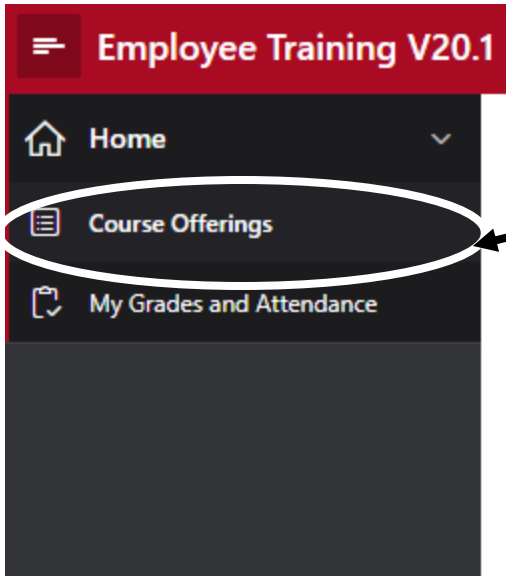 Employee Training V20.1
Home
Course Offerings
My Grades and Attendance